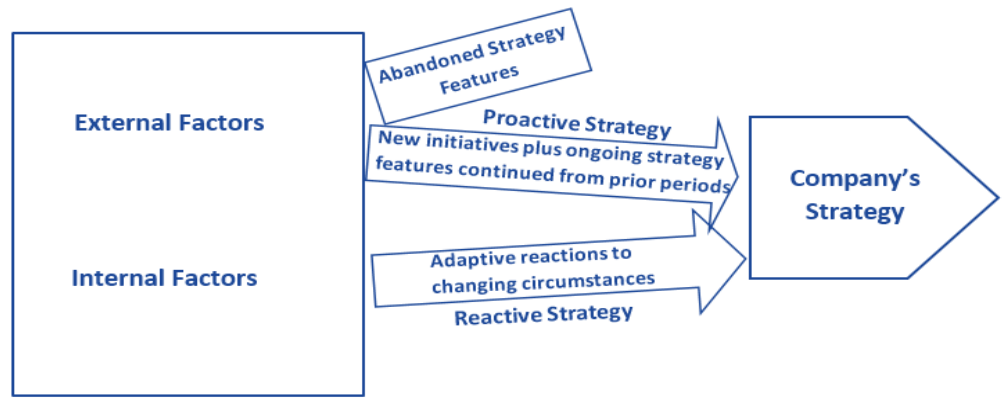 External Factors
Internal Factors
Abandoned Strategy
Features
Proactive Strategy
New initiatives plus ongoing strategy
features continued from prior periods
Adaptive reactions to
changing circumstances
Reactive Strategy
Company’s
Strategy